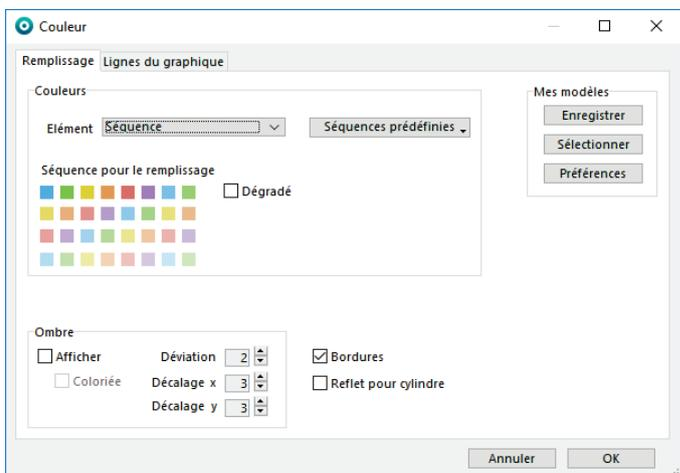 Couleur
Remplissage
Lignes du graphique
Couleurs
Elément
Séquence
Séquences prédéfinies
Séquence pour le remplissage
Dégradé
Mes modèles
Enregistrer
Sélectionner
Préférences
Ombre
Afficher
Déviation 2
Coloriée
Décalage x 3
Décalage y 3
Bordures
Reflet pour cylindre
Annuler
OK